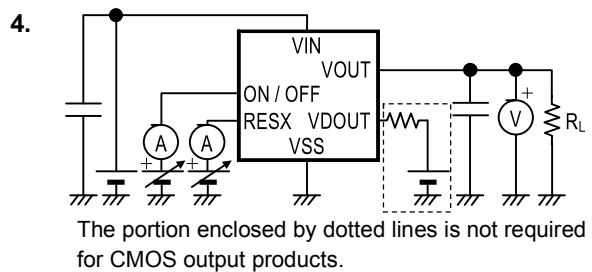 4.
VIN
VOUT
ON / OFF
RESX VDOUT
VSS
A
A
+
+
+
V
RL
The portion enclosed by dotted lines is not required
for CMOS output products.